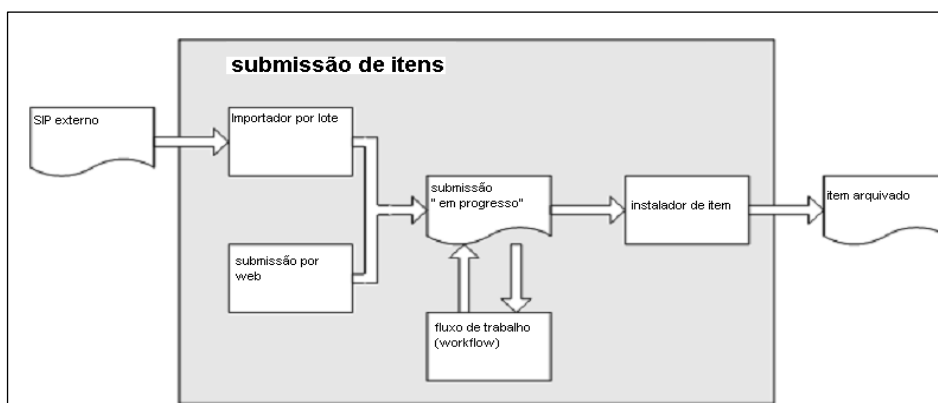 submissão de itens
SIP externo
Importador por lote
submissão
" em progresso"
instalador de item
item arquivado
submissão por
web
fluxo de trabalho
(workflow)